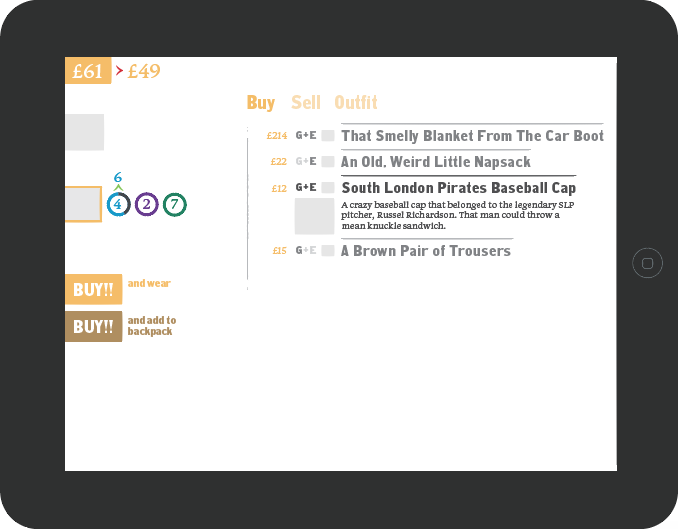 £61 > £49
Buy Sell Outfit
£214 G+E That Smelly Blanket From The Car Boot
£22 G+E An Old, Weird Little Napsack
£12 G+E South London Pirates Baseball Cap
A crazy baseball cap that belonged to the legendary SLP
pitcher, Russel Richardson. That man could throw a
mean knuckle sandwich.
£15 G+E A Brown Pair of Trousers
6
4 2 7
BUY!! and wear
BUY!! and add to
backpack